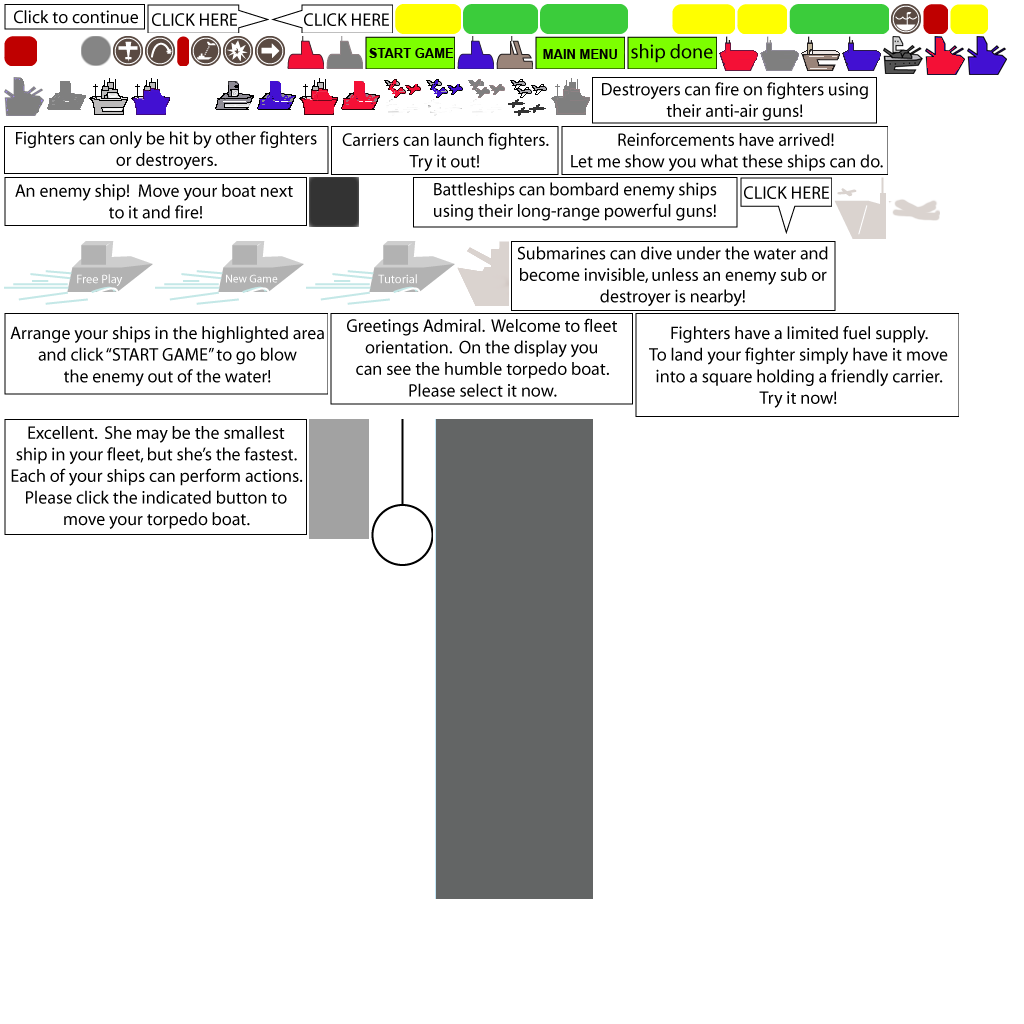 Click to continue
CLICK HERE
CLICK HERE
START GAME
MAIN MENU
ship done
Destroyers can fire on fighters using
their anti-air guns!
Fighters can only be hit by other fighters
or destroyers.
Carriers can launch fighters.
Try it out!
Reinforcements have arrived!
Let me show you what these ships can do.
An enemy ship! Move your boat next
to it and fire!
Battleships can bombard enemy ships
using their long-range powerful guns!
CLICK HERE
Free Play
New Game
Tutorial
Submarines can dive under the water and
become invisible, unless an enemy sub or
destroyer is nearby!
Arrange your ships in the highlighted area
and click “START GAME” to go blow
the enemy out of the water!
Greetings Admiral. Welcome to fleet
orientation. On the display you
can see the humble torpedo boat.
Please select it now.
Fighters have a limited fuel supply.
To land your fighter simply have it move
into a square holding a friendly carrier.
Try it now!
Excellent. She may be the smallest
ship in your fleet, but she’s the fastest.
Each of your ships can perform actions.
Please click the indicated button to
move your torpedo boat.